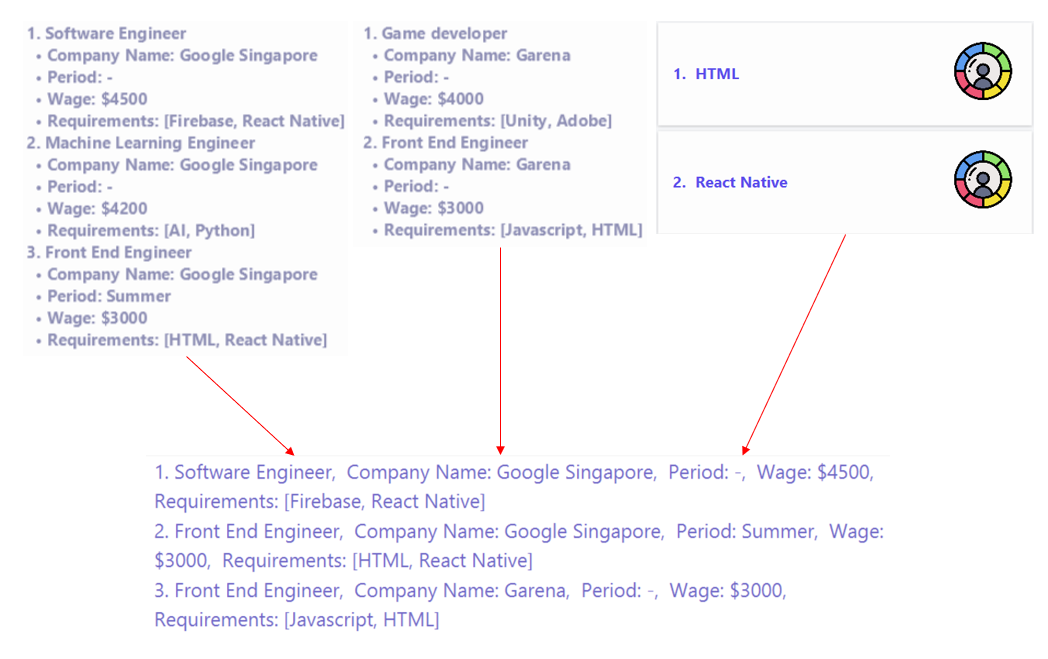 1. Software Engineer
• Company Name: Google Singapore
• Period: -
• Wage: $4500
• Requirements: [Firebase, React Native]
2. Machine Learning Engineer
• Company Name: Google Singapore
• Period: -
• Wage: $4200
• Requirements: [AI, Python]
3. Front End Engineer
• Company Name: Google Singapore
• Period: Summer
• Wage: $3000
• Requirements: [HTML, React Native]
1. Game developer
• Company Name: Garena
• Period: -
• Wage: $4000
• Requirements: [Unity, Adobe]
2. Front End Engineer
• Company Name: Garena
• Period: -
• Wage: $3000
• Requirements: [Javascript, HTML]
1. HTML
2. React Native
1. Software Engineer, Company Name: Google Singapore, Period: -, Wage: $4500,
Requirements: [Firebase, React Native]
2. Front End Engineer, Company Name: Google Singapore, Period: Summer, Wage:
$3000, Requirements: [HTML, React Native]
3. Front End Engineer, Company Name: Garena, Period: -, Wage: $3000,
Requirements: [Javascript, HTML]